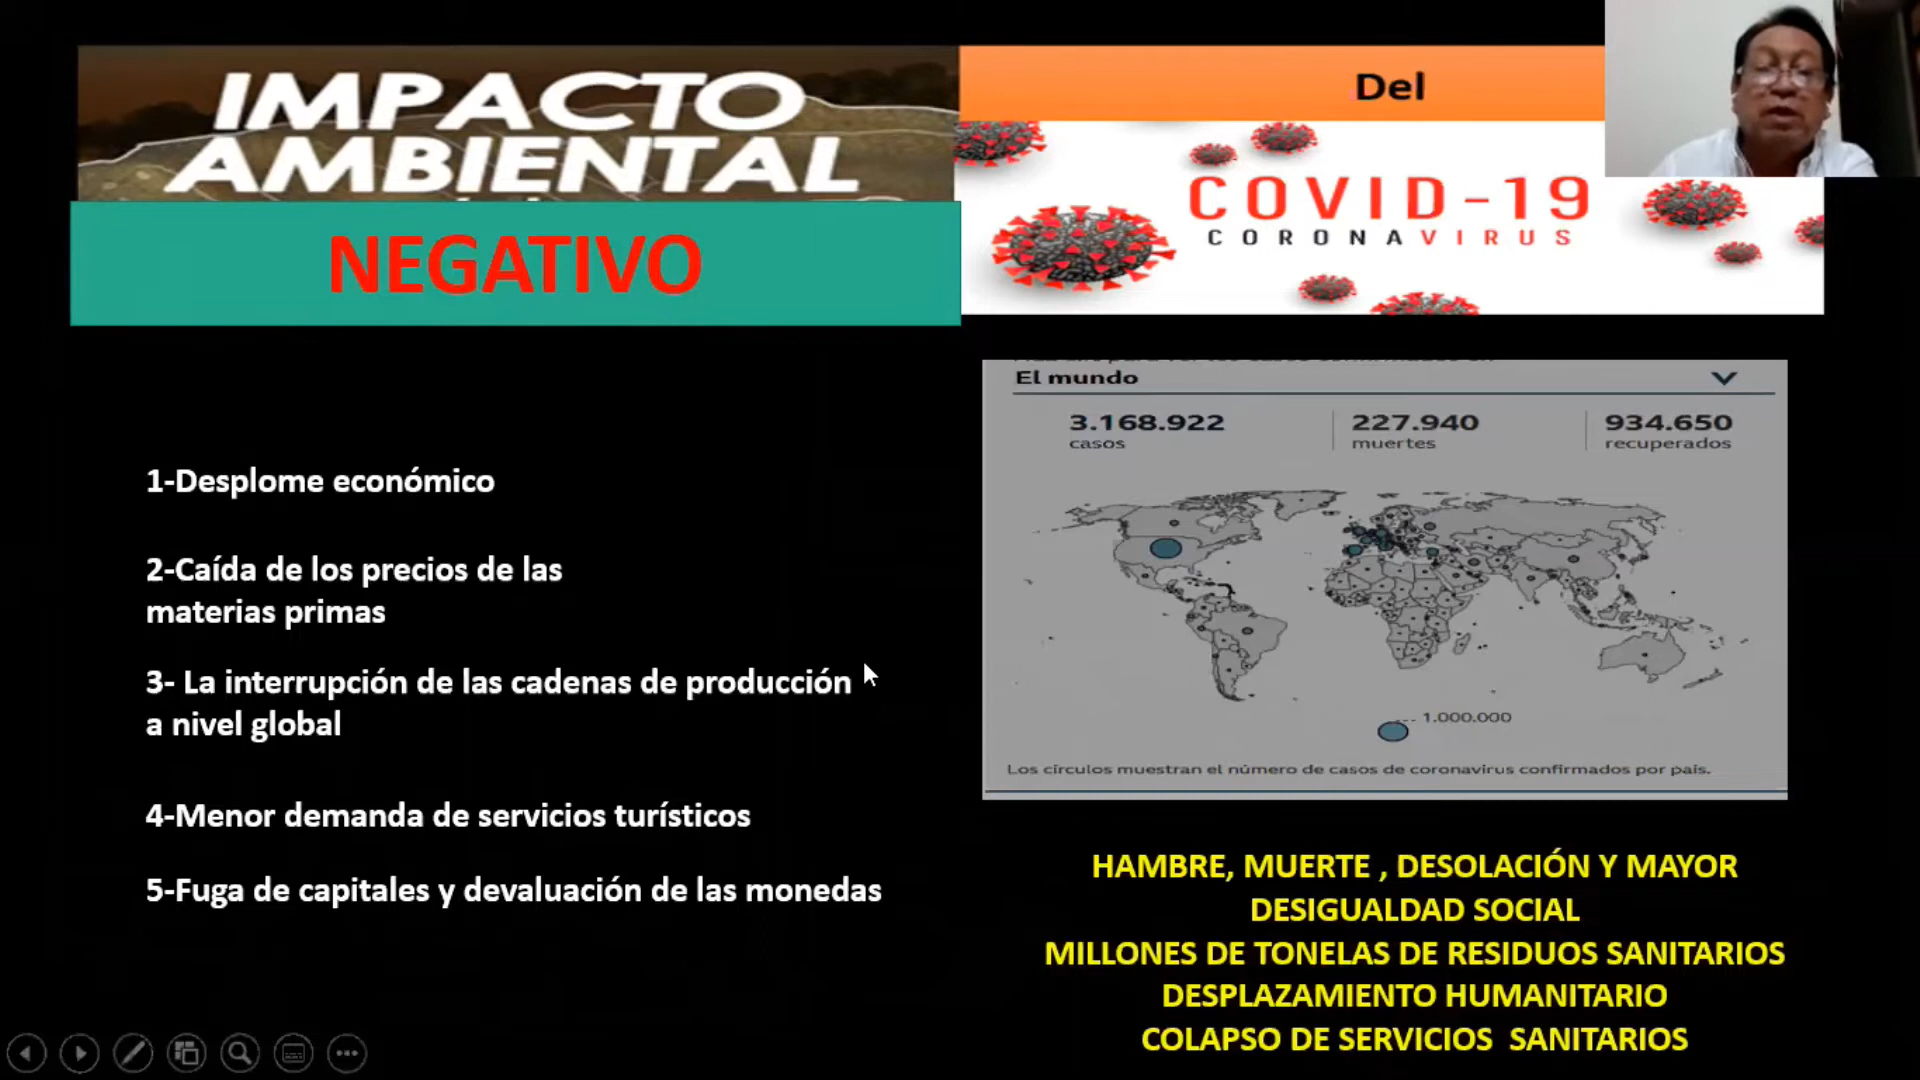 IMPACTO
AMBIENTAL
NEGATIVO
Del
COVID-19
CORONAVIRUS
1-Desplome económico
2-Caída de los precios de las
materias primas
3- La interrupción de las cadenas de producción
a nivel global
4-Menor demanda de servicios turísticos
5-Fuga de capitales y devaluación de las monedas
El mundo
3.168.922 227.940 934.650
casos muertes recuperados
1.000.000
Los círculos muestran el número de casos de coronavirus confirmados por país.
HAMBRE, MUERTE , DESOLACIÓN Y MAYOR
DESIGUALDAD SOCIAL
MILLONES DE TONELAS DE RESIDUOS SANITARIOS
DESPLAZAMIENTO HUMANITARIO
COLAPSO DE SERVICIOS SANITARIOS